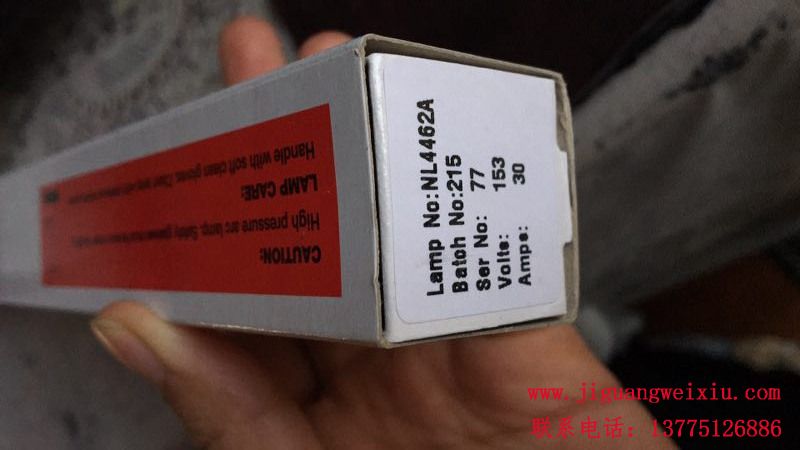 Lamp No:NL4462A
Batch No:215
Ser No: 77
Volts: 153
Amps: 30
CAUTION:
High pressure arc lamp. Safety
LAMP CARE:
Handle with soft clean gloves.
www.jiguangweixiu.com
联系电话：13775126886